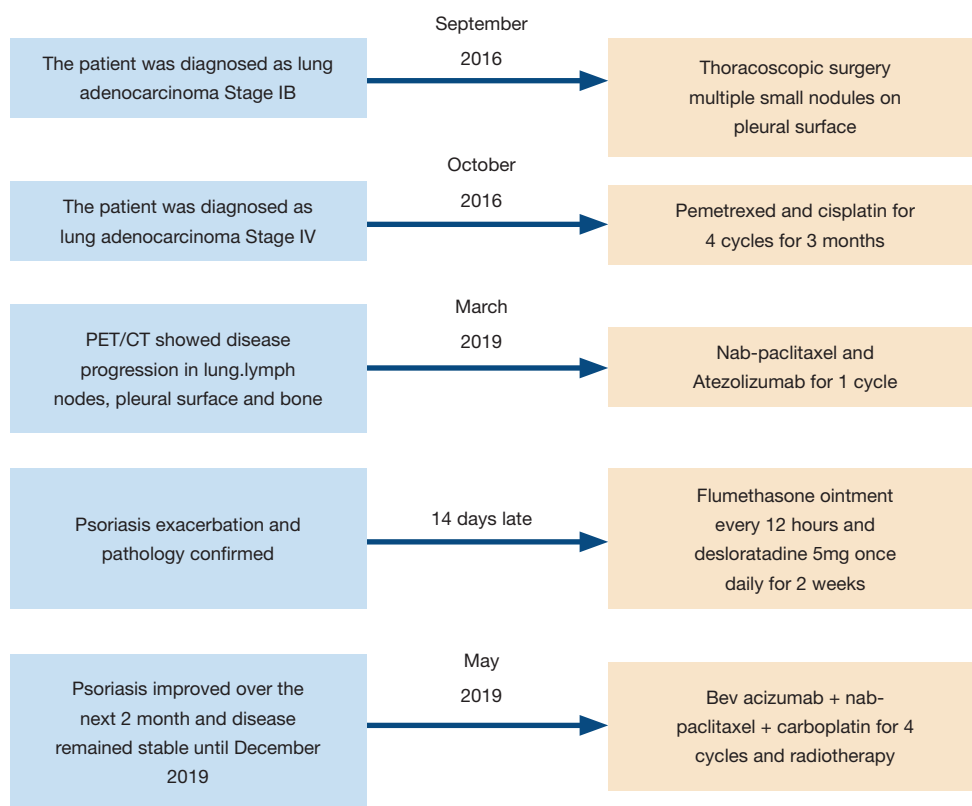 The patient was diagnosed as lung
adenocarcinoma Stage IB
September
2016
Thoracoscopic surgery
multiple small nodules on
pleural surface
The patient was diagnosed as
lung adenocarcinoma Stage IV
October
2016
Pemetrexed and cisplatin for
4 cycles for 3 months
PET/CT showed disease
progression in lung.lymph
nodes, pleural surface and bone
March
2019
Nab-paclitaxel and
Atezolizumab for 1 cycle
Psoriasis exacerbation and
pathology confirmed
14 days late
Flumethasone ointment
every 12 hours and
desloratadine 5mg once
daily for 2 weeks
Psoriasis improved over the
next 2 month and disease
remained stable until December
2019
May
2019
Bev acizumab + nab-
paclitaxel + carboplatin for 4
cycles and radiotherapy